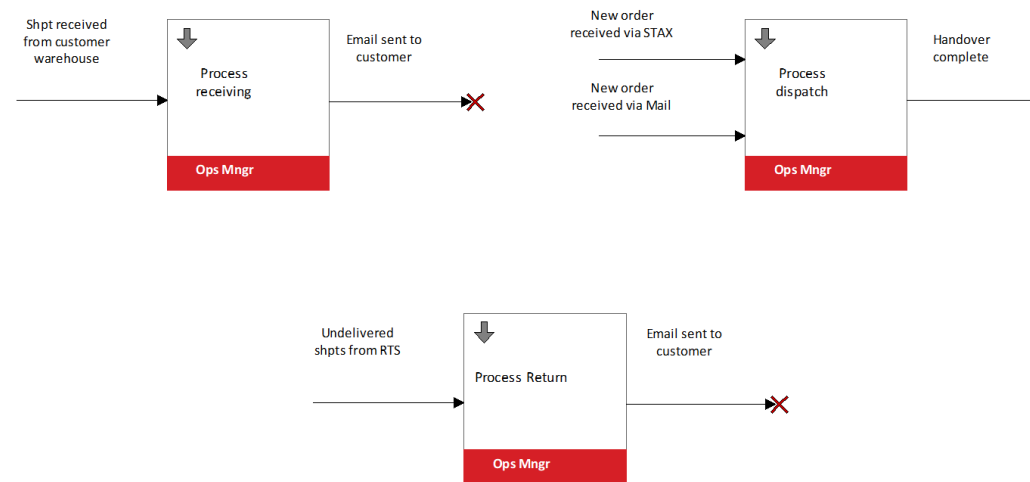 Shpt received
from customer
warehouse
Process
receiving
Ops Mngr
Email sent to
customer
New order
received via STAX
New order
received via Mail
Process
dispatch
Ops Mngr
Handover
complete
Undelivered
shpts from RTS
Process Return
Ops Mngr
Email sent to
customer